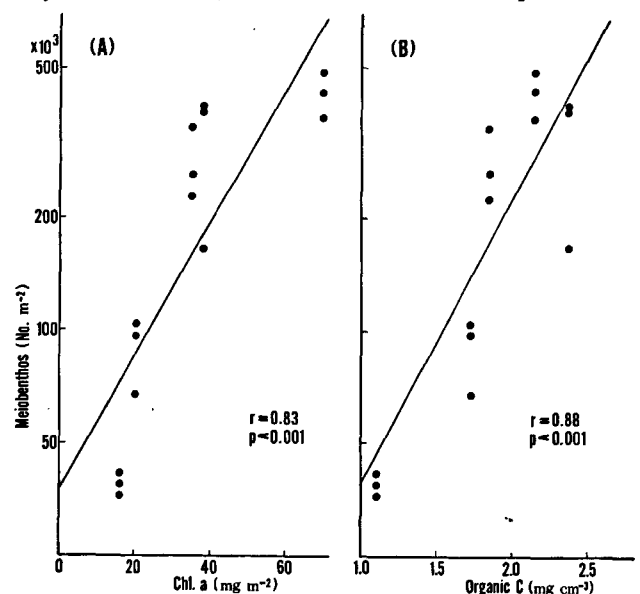 ×10³
(A)
(B)
500
200
100
50
Meiobenthos (No. m⁻²)
r=0.83
p<0.001
r=0.88
p<0.001
0
20
40
60
1.0
1.5
2.0
2.5
Chl. a (mg m⁻²)
Organic C (mg cm⁻³)